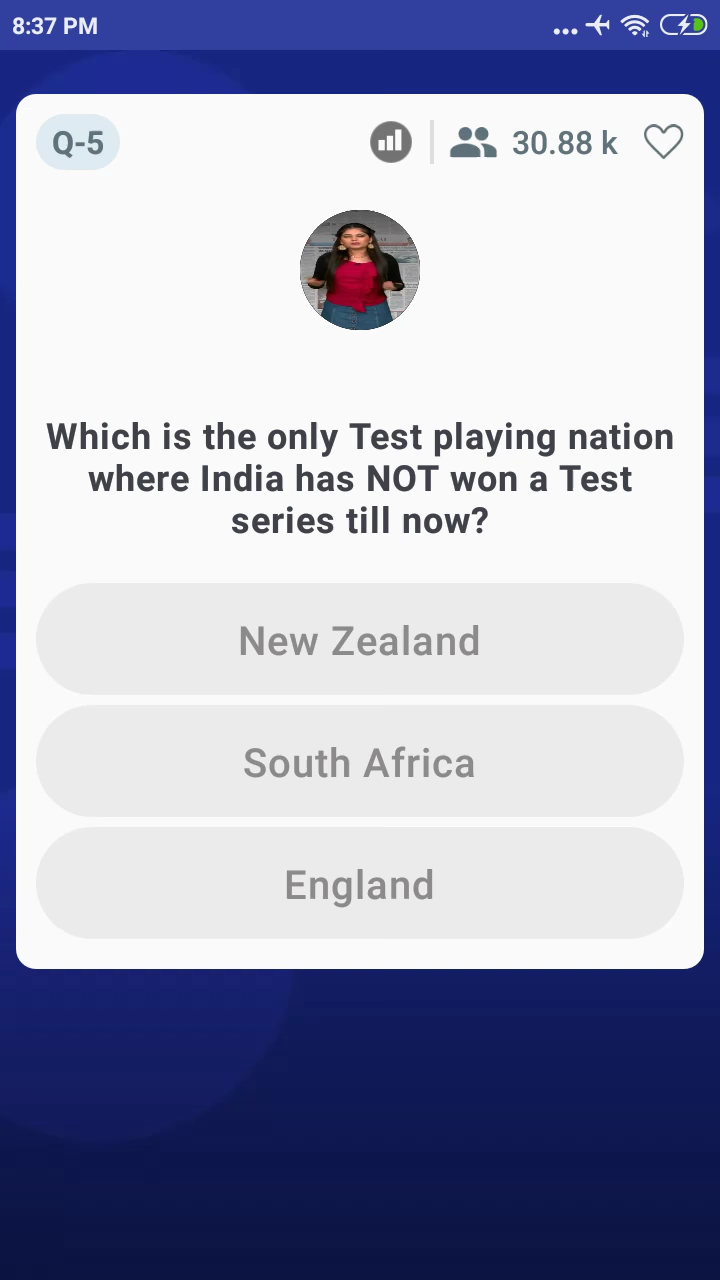 8:37 PM
Q-5
30.88 k
Which is the only Test playing nation
where India has NOT won a Test
series till now?
New Zealand
South Africa
England